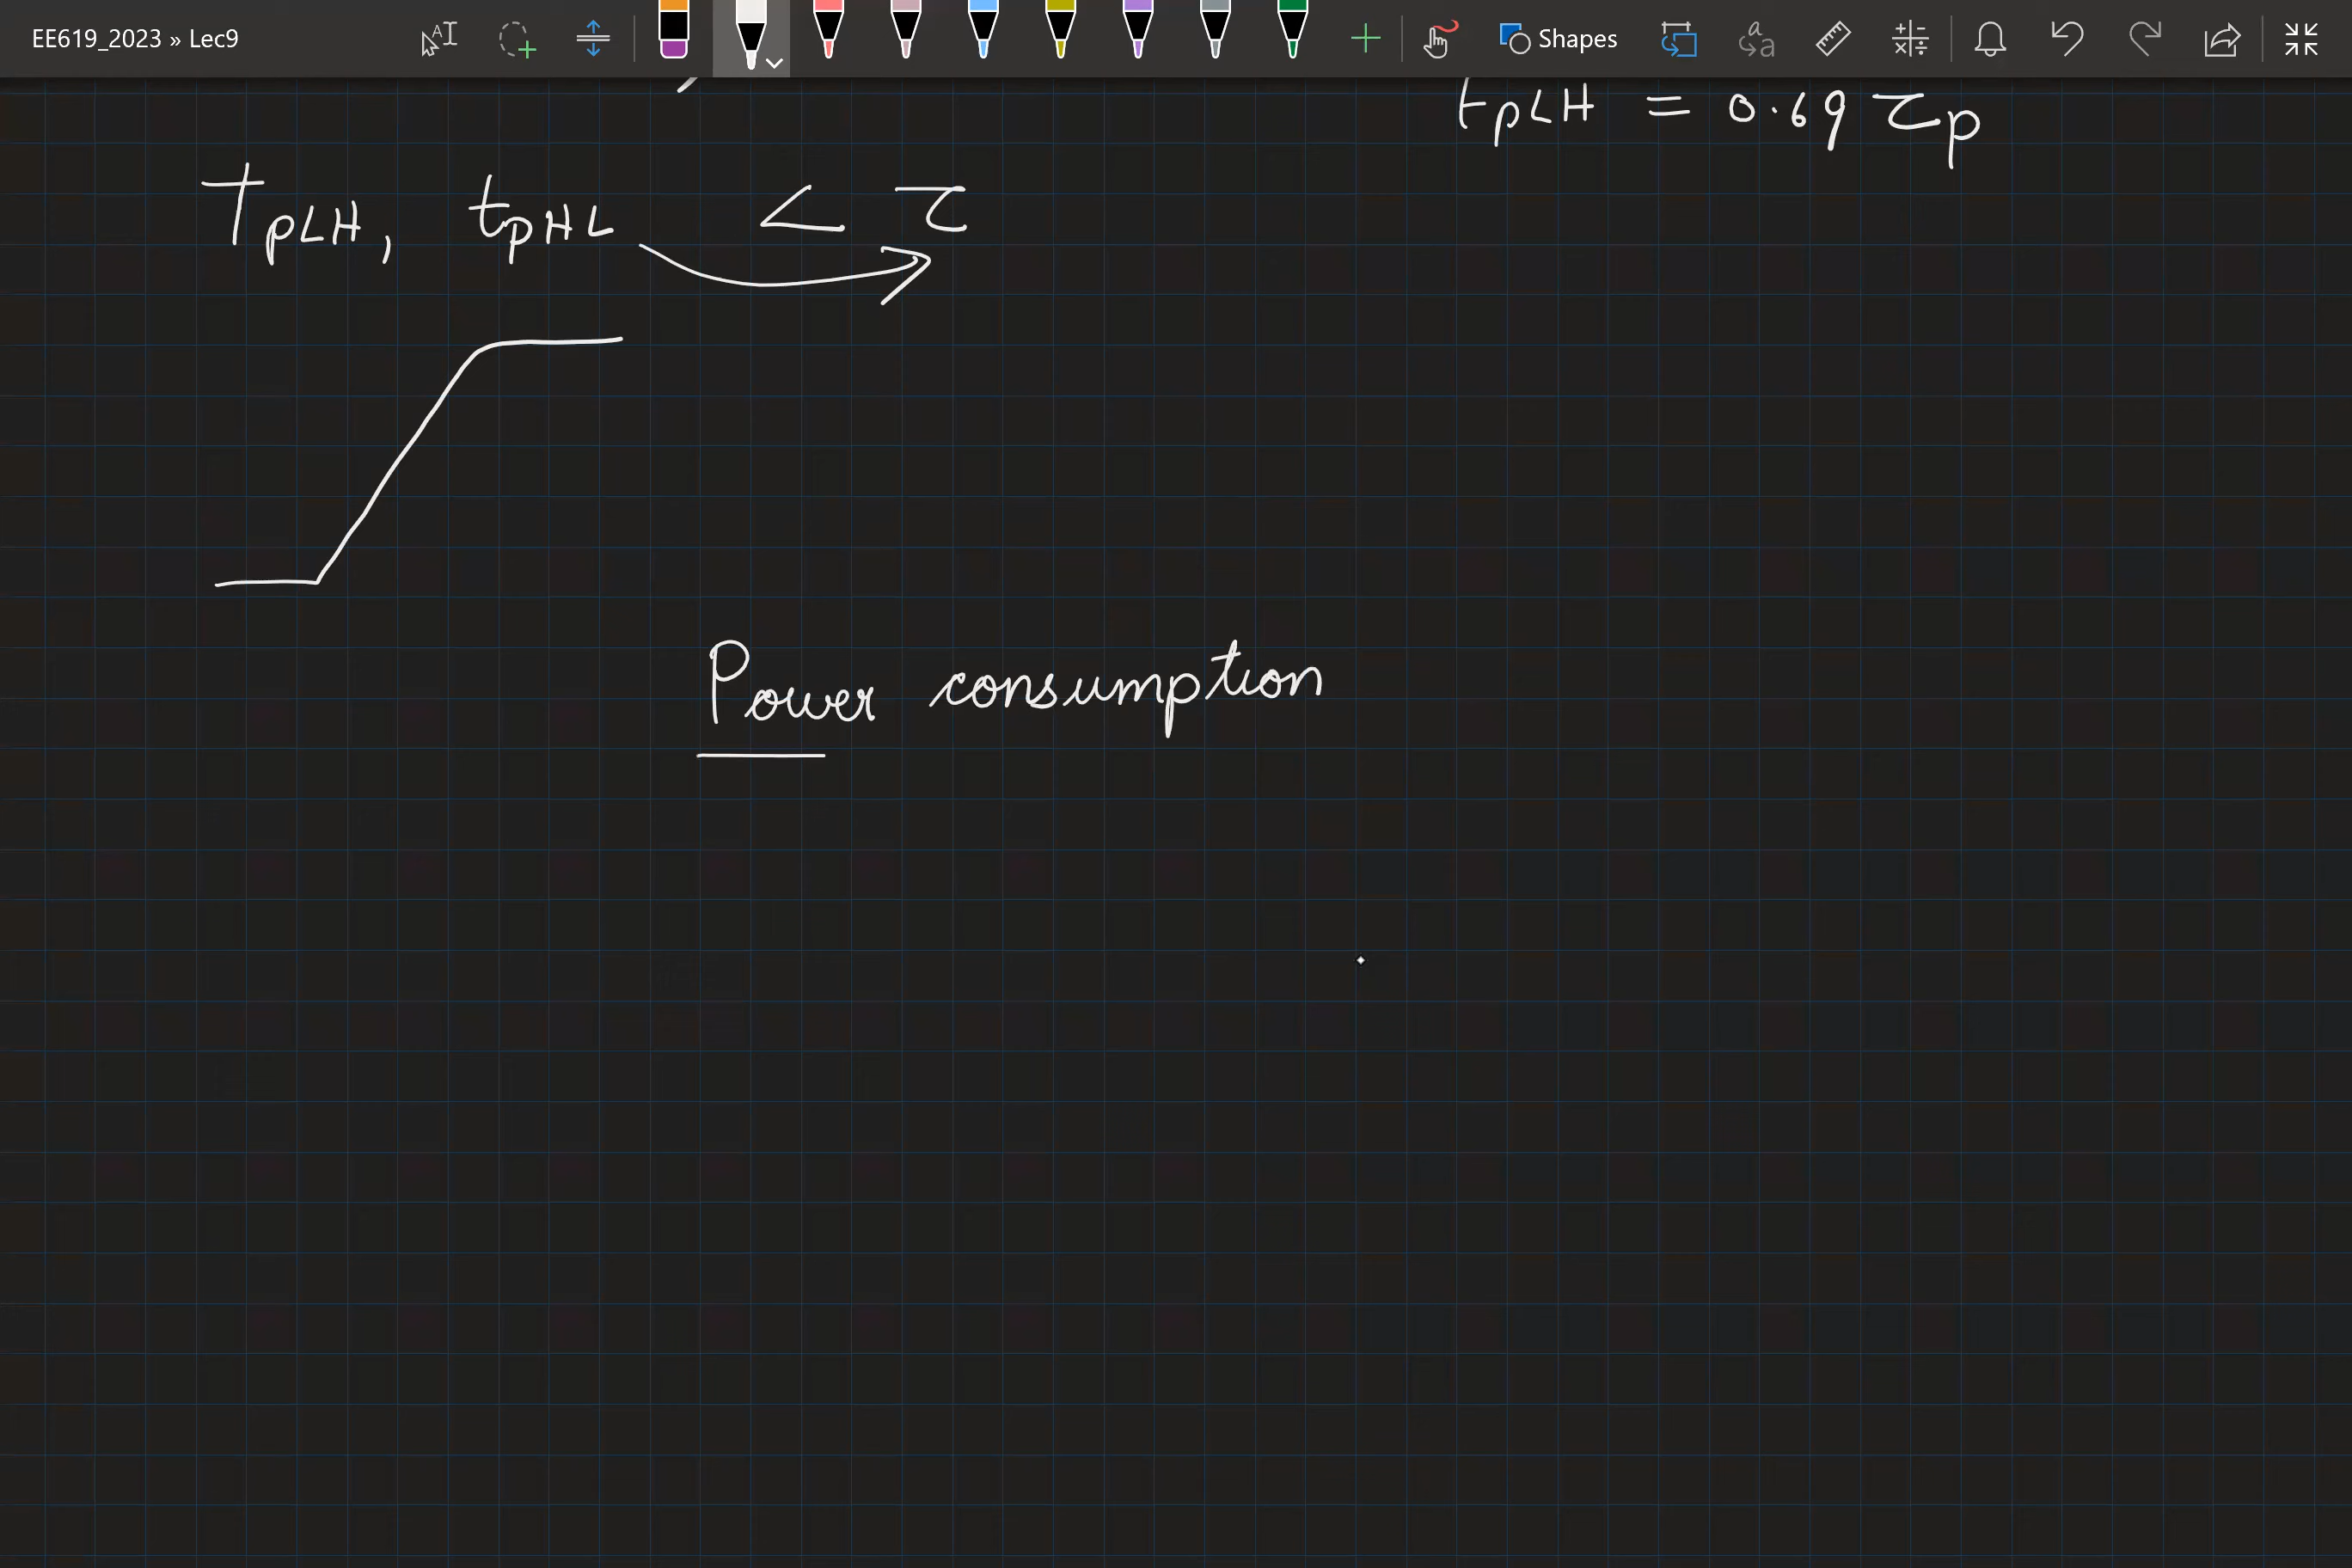 EE619_2023 » Lec9
Shapes
tpLH = 0.69 τp
TpLH, tpHL < τ
Power consumption